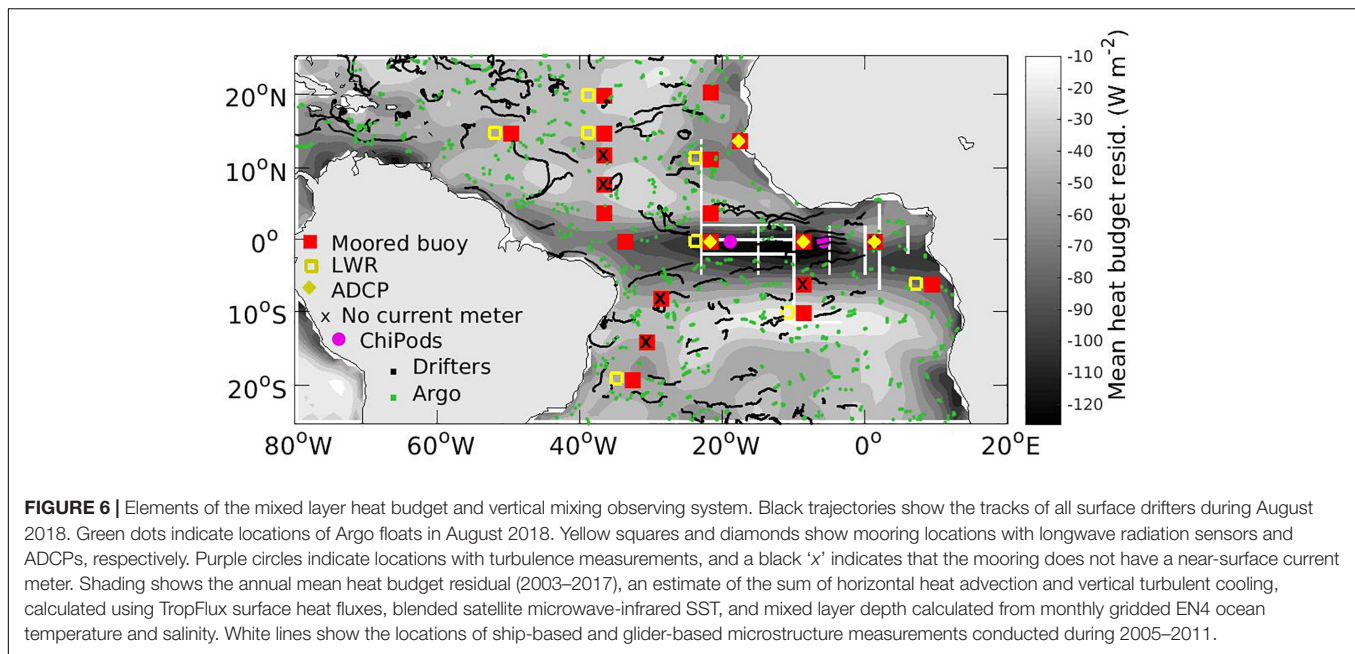 20°N
10°N
0°
10°S
20°S
Moored buoy
LWR
ADCP
x No current meter
ChiPods
Drifters
Argo
x
x
x
x
x
80°W 60°W 40°W 20°W 0° 20°E
-10
-20
-30
-40
-50
-60
-70
-80
-90
-100
-110
-120
Mean heat budget resid. (W m⁻²)
FIGURE 6 | Elements of the mixed layer heat budget and vertical mixing observing system. Black trajectories show the tracks of all surface drifters during August
2018. Green dots indicate locations of Argo floats in August 2018. Yellow squares and diamonds show mooring locations with longwave radiation sensors and
ADCPs, respectively. Purple circles indicate locations with turbulence measurements, and a black ‘x’ indicates that the mooring does not have a near-surface current
meter. Shading shows the annual mean heat budget residual (2003–2017), an estimate of the sum of horizontal heat advection and vertical turbulent cooling,
calculated using TropFlux surface heat fluxes, blended satellite microwave-infrared SST, and mixed layer depth calculated from monthly gridded EN4 ocean
temperature and salinity. White lines show the locations of ship-based and glider-based microstructure measurements conducted during 2005–2011.